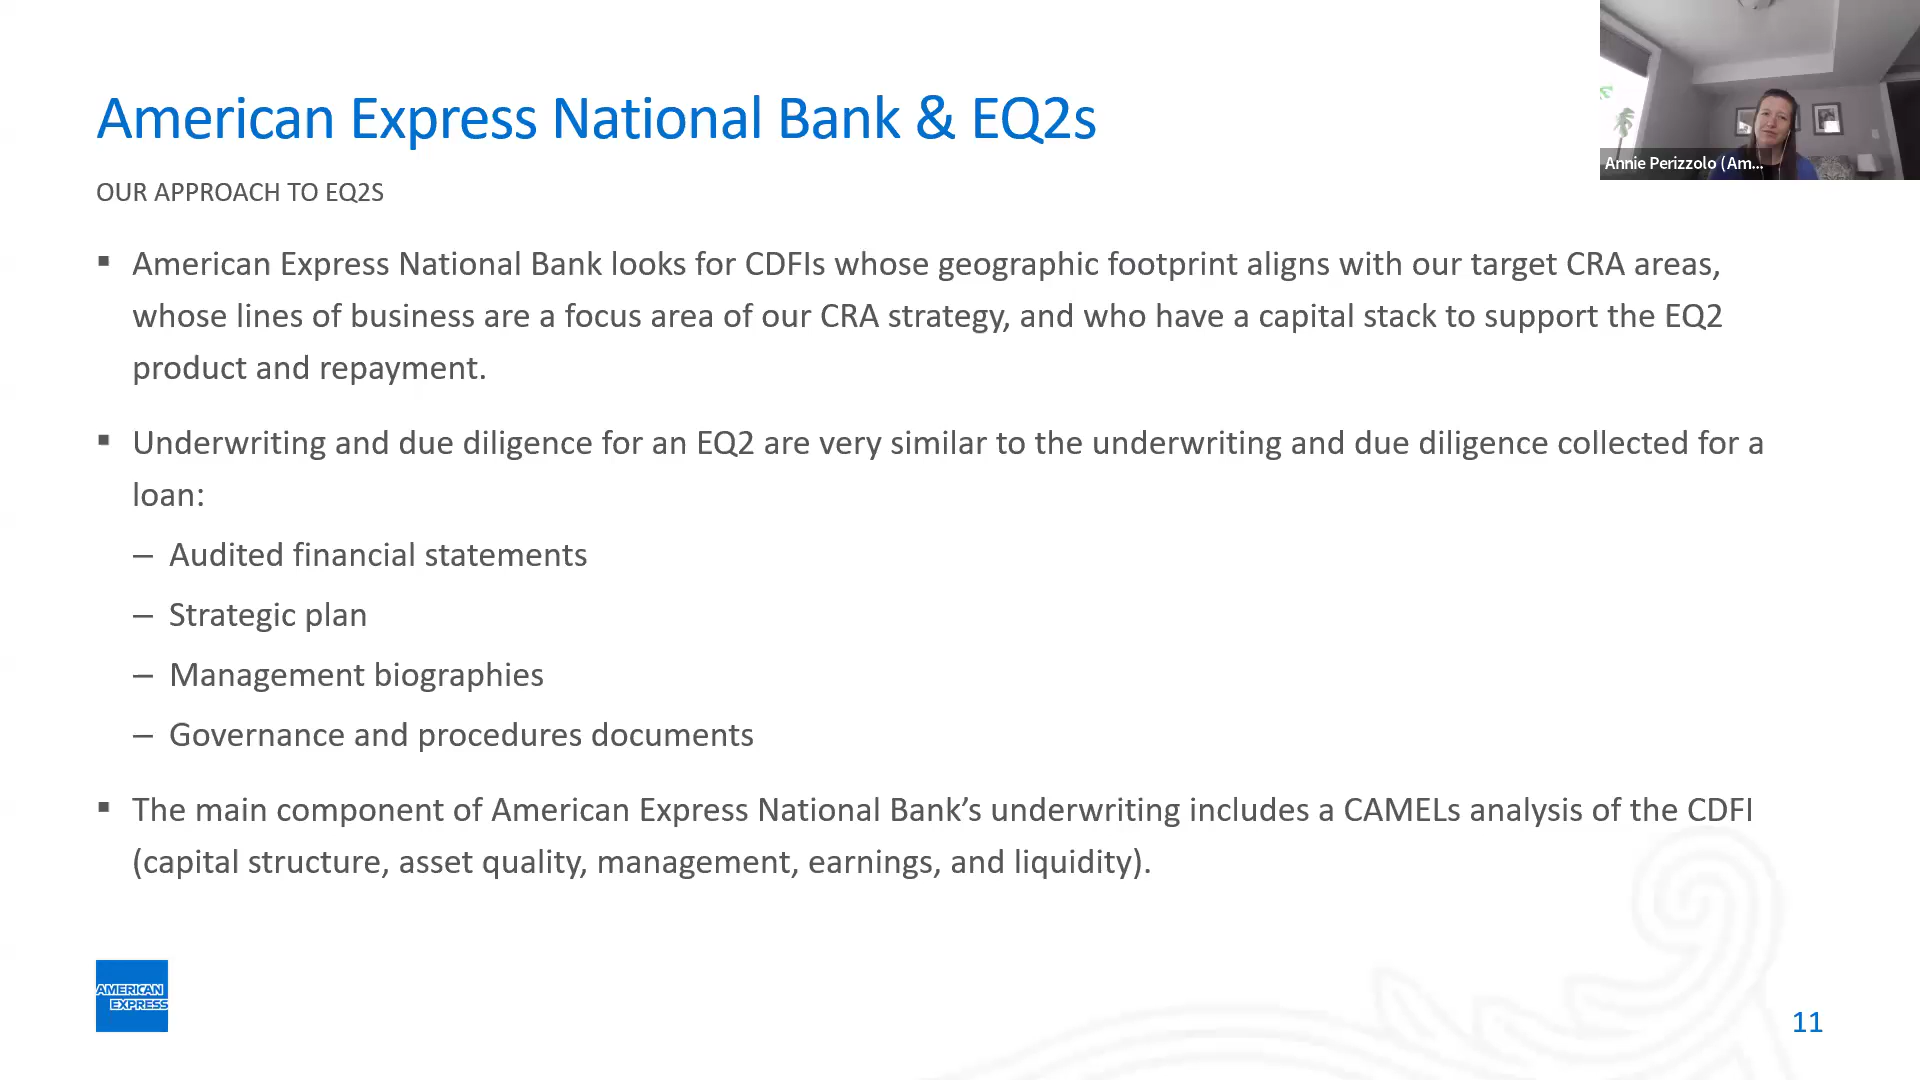 American Express National Bank & EQ2s
Annie Perizzolo (Am...
OUR APPROACH TO EQ2S
▪ American Express National Bank looks for CDFIs whose geographic footprint aligns with our target CRA areas,
whose lines of business are a focus area of our CRA strategy, and who have a capital stack to support the EQ2
product and repayment.
▪ Underwriting and due diligence for an EQ2 are very similar to the underwriting and due diligence collected for a
loan:
– Audited financial statements
– Strategic plan
– Management biographies
– Governance and procedures documents
▪ The main component of American Express National Bank’s underwriting includes a CAMELs analysis of the CDFI
(capital structure, asset quality, management, earnings, and liquidity).
AMERICAN
EXPRESS
11